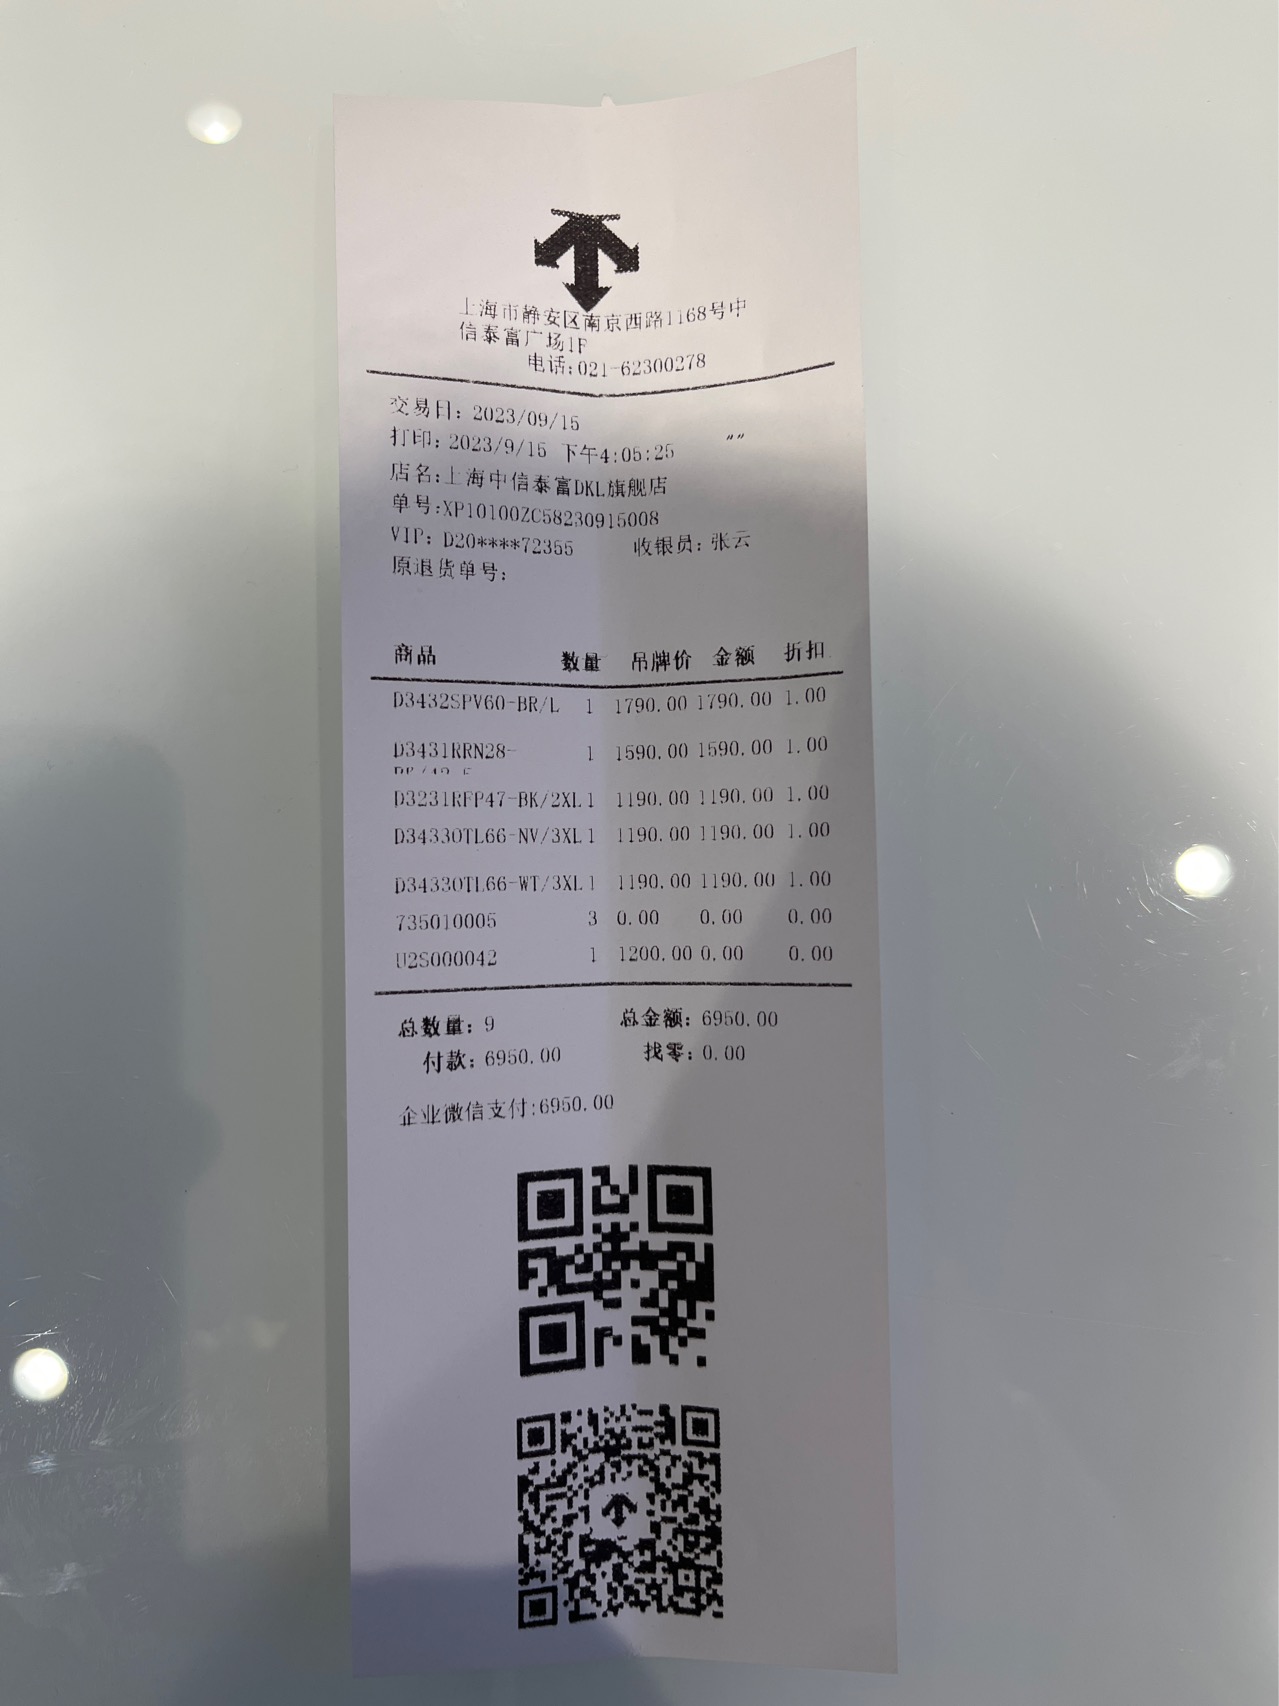 上海市静安区南京西路1168号中
信泰富广场1F
电话:021-62300278
交易日: 2023/09/15
打印: 2023/9/15 下午4:05:25 ""
店名:上海中信泰富DKL旗舰店
单号:XP10100ZC58230915008
VIP: D20****72355 收银员: 张云
原退货单号:
商品 数量 吊牌价 金额 折扣
D3432SPV60-BR/L 1 1790.00 1790.00 1.00
D3431RRN28- 1 1590.00 1590.00 1.00
D3231RFP47-BK/2XL 1 1190.00 1190.00 1.00
D34330TL66-NV/3XL 1 1190.00 1190.00 1.00
D34330TL66-WT/3XL 1 1190.00 1190.00 1.00
735010005 3 0.00 0.00 0.00
U2S000042 1 1200.00 0.00 0.00
总数量: 9 总金额: 6950.00
付款: 6950.00 找零: 0.00
企业微信支付:6950.00